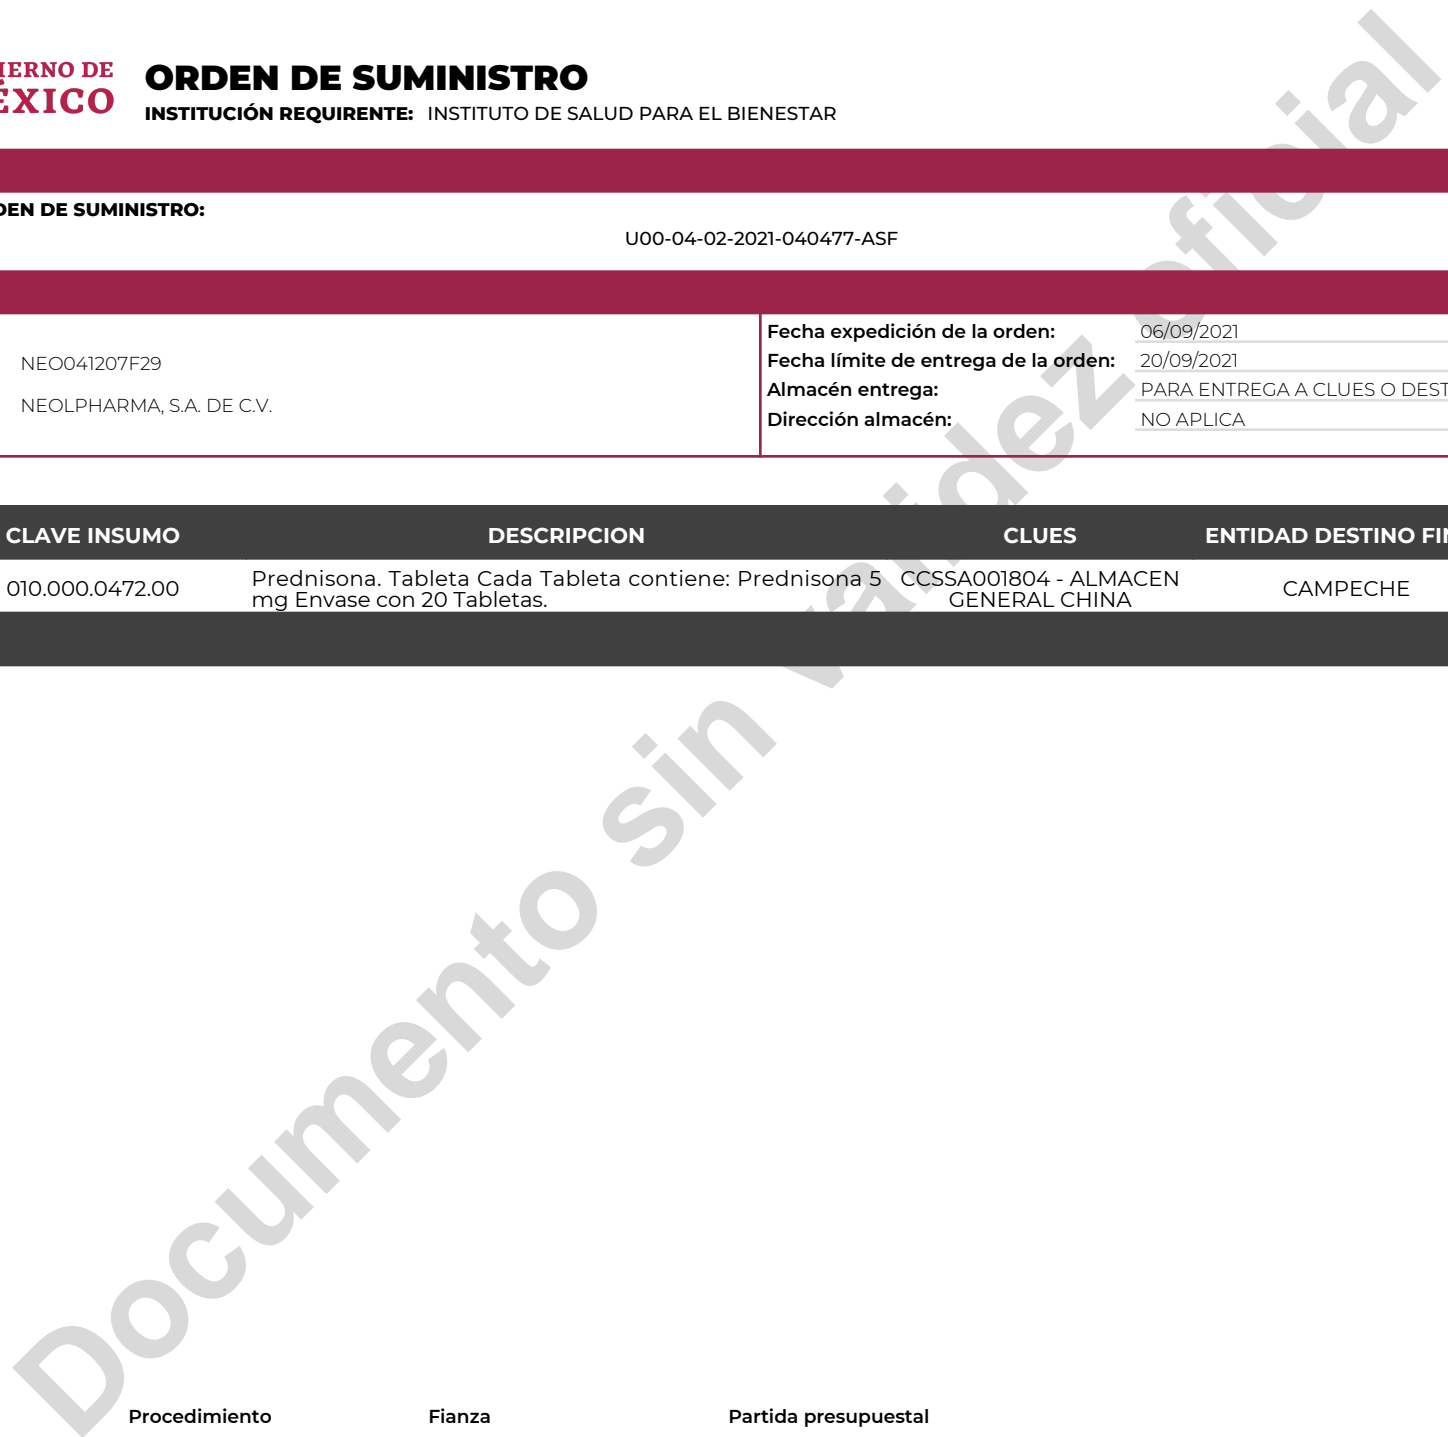 IERNO DE
ÉXICO
ORDEN DE SUMINISTRO
INSTITUCIÓN REQUIRENTE: INSTITUTO DE SALUD PARA EL BIENESTAR
DEN DE SUMINISTRO:
U00-04-02-2021-040477-ASF
NEO041207F29
NEOLPHARMA, S.A. DE C.V.
Fecha expedición de la orden: 06/09/2021
Fecha límite de entrega de la orden: 20/09/2021
Almacén entrega: PARA ENTREGA A CLUES O DEST
Dirección almacén: NO APLICA
CLAVE INSUMO DESCRIPCION CLUES ENTIDAD DESTINO FIN
010.000.0472.00
Prednisona. Tableta Cada Tableta contiene: Prednisona 5
mg Envase con 20 Tabletas.
CCSSA001804 - ALMACEN
GENERAL CHINA
CAMPECHE
Documento sin validez oficial
Procedimiento Fianza Partida presupuestal